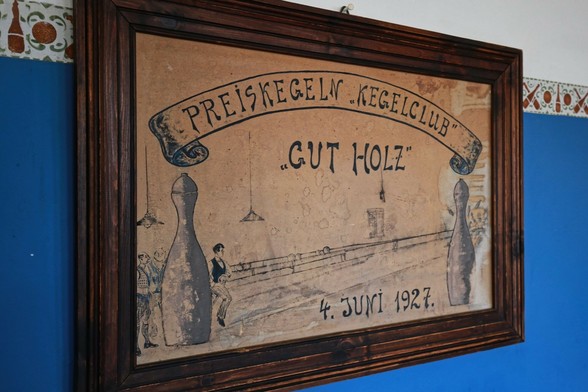 PREISKEGELN „KEGELCLUB"
„GUT HOLZ"
4. JUNI 1927.